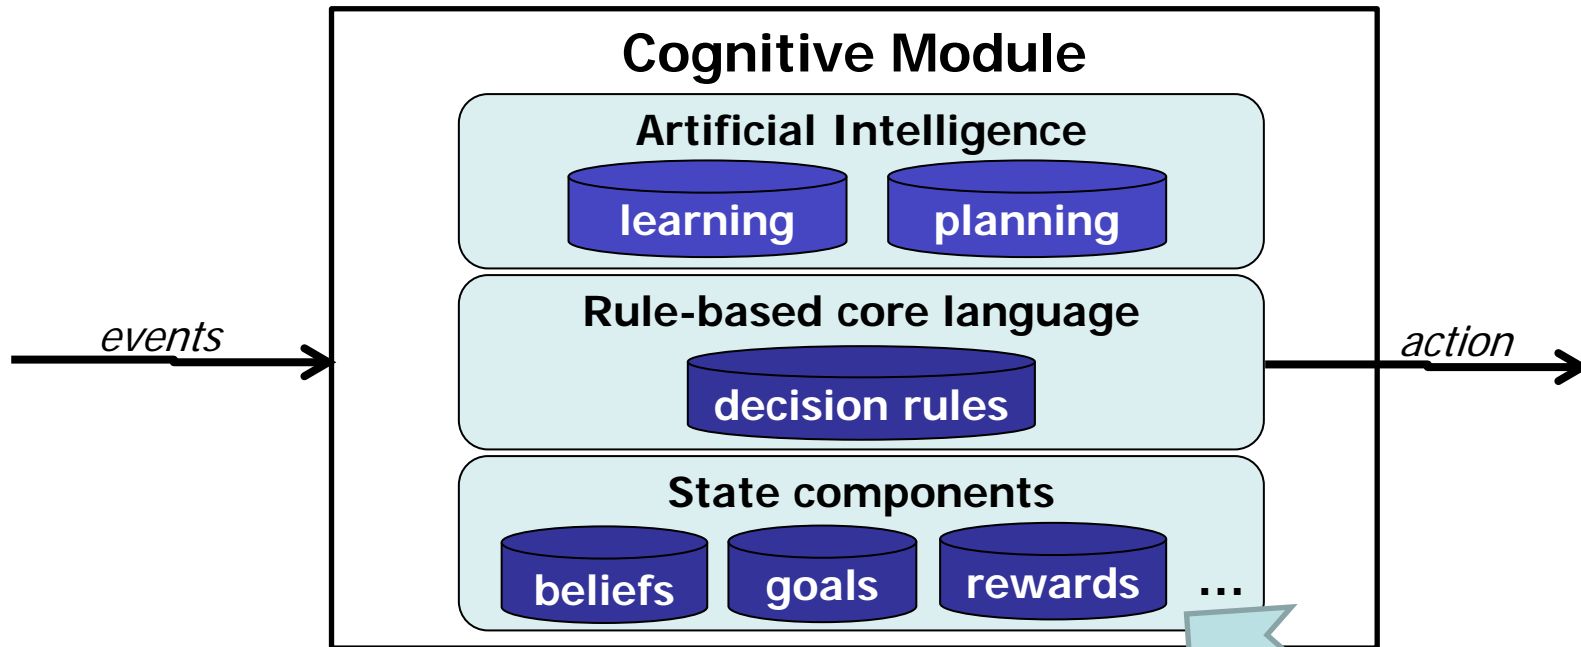 Cognitive Module
Artificial Intelligence
learning planning
Rule-based core language
events
action
decision rules
State components
beliefs goals rewards ...